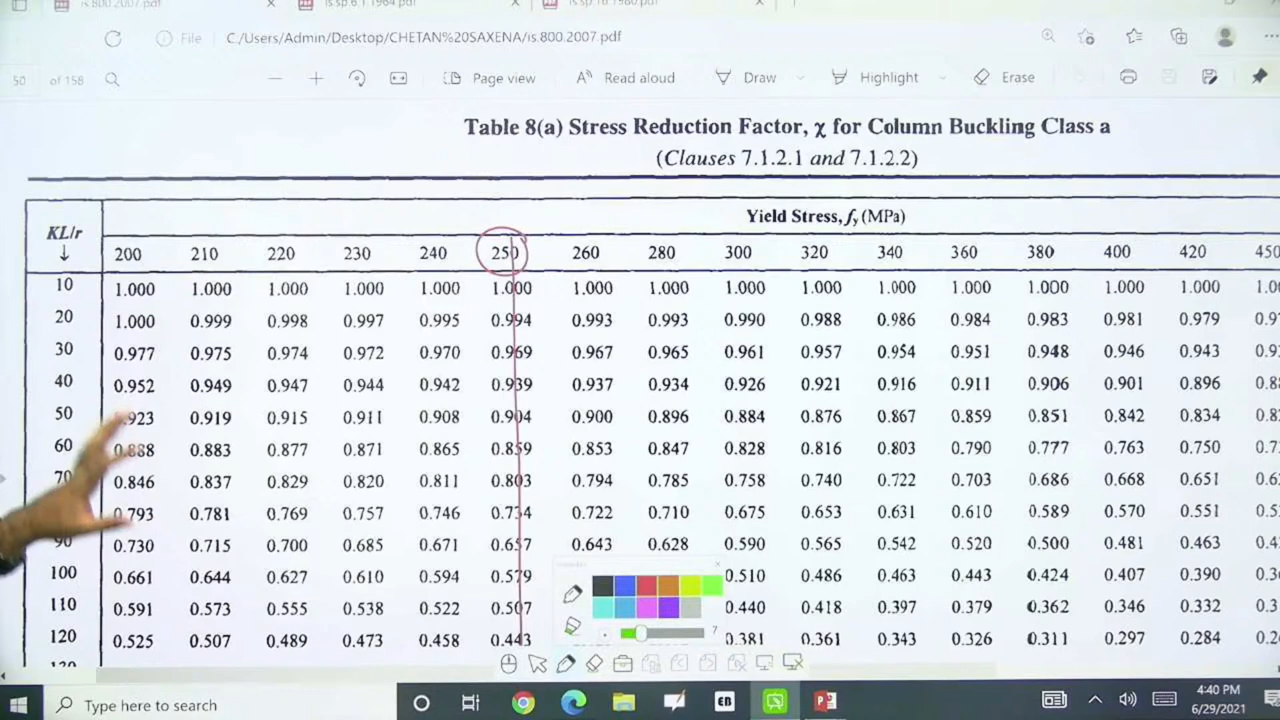 is.800.2007.pdf
is sp 6.1 1964 pdf
File C:/Users/Admin/Desktop/CHETAN%20SAXENA/is.800.2007.pdf
50 of 158 Page view A Read aloud Draw Highlight Erase
Table 8(a) Stress Reduction Factor, χ for Column Buckling Class a
(Clauses 7.1.2.1 and 7.1.2.2)
KL/r Yield Stress, fy (MPa)
↓ 200 210 220 230 240 250 260 280 300 320 340 360 380 400 420 450
10 1.000 1.000 1.000 1.000 1.000 1.000 1.000 1.000 1.000 1.000 1.000 1.000 1.000 1.000 1.000
20 1.000 0.999 0.998 0.997 0.995 0.994 0.993 0.993 0.990 0.988 0.986 0.984 0.983 0.981 0.979
30 0.977 0.975 0.974 0.972 0.970 0.969 0.967 0.965 0.961 0.957 0.954 0.951 0.948 0.946 0.943
40 0.952 0.949 0.947 0.944 0.942 0.939 0.937 0.934 0.926 0.921 0.916 0.911 0.906 0.901 0.896
50 .923 0.919 0.915 0.911 0.908 0.904 0.900 0.896 0.884 0.876 0.867 0.859 0.851 0.842 0.834
60 0.888 0.883 0.877 0.871 0.865 0.859 0.853 0.847 0.828 0.816 0.803 0.790 0.777 0.763 0.750
70 0.846 0.837 0.829 0.820 0.811 0.803 0.794 0.785 0.758 0.740 0.722 0.703 0.686 0.668 0.651
0.793 0.781 0.769 0.757 0.746 0.734 0.722 0.710 0.675 0.653 0.631 0.610 0.589 0.570 0.551
90 0.730 0.715 0.700 0.685 0.671 0.657 0.643 0.628 0.590 0.565 0.542 0.520 0.500 0.481 0.463
100 0.661 0.644 0.627 0.610 0.594 0.579 0.510 0.486 0.463 0.443 0.424 0.407 0.390
110 0.591 0.573 0.555 0.538 0.522 0.507 0.440 0.418 0.397 0.379 0.362 0.346 0.332
120 0.525 0.507 0.489 0.473 0.458 0.443 0.381 0.361 0.343 0.326 0.311 0.297 0.284
7
Type here to search
EB
4:40 PM
6/29/2021